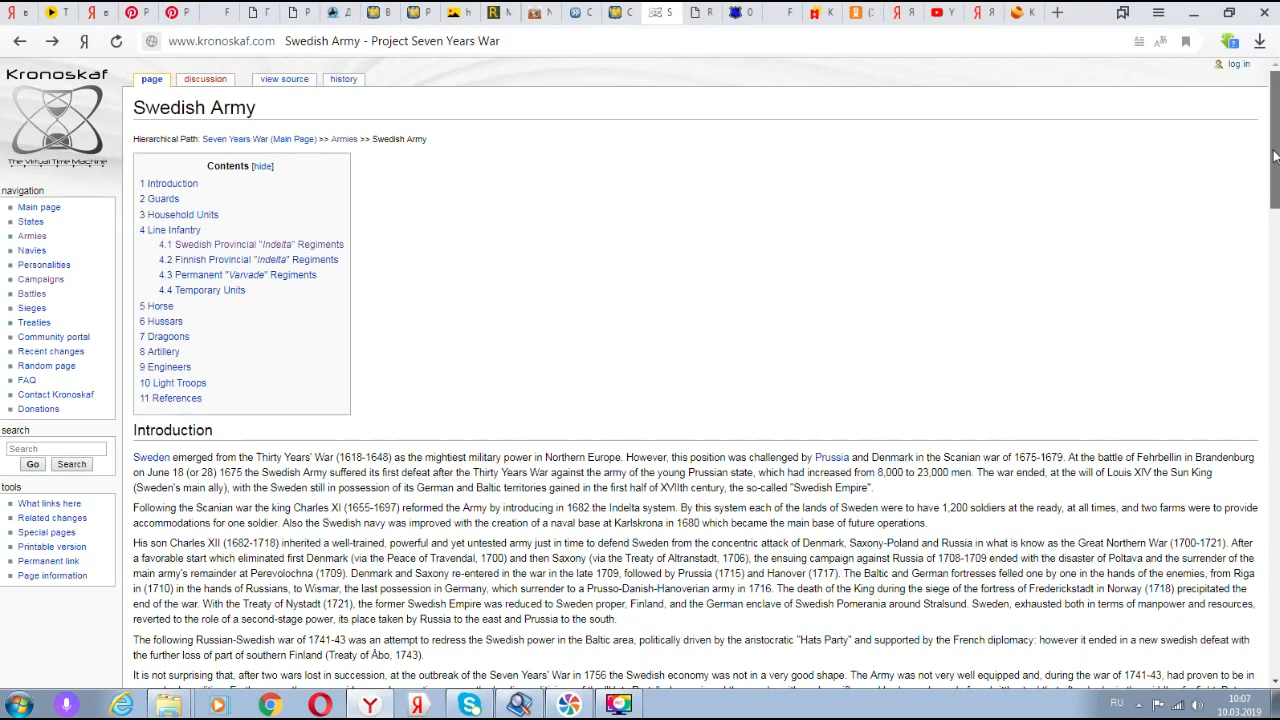 Я
Т
Р
Р
F
Г
Р
Д
В
Р
h
М
N
С
С
S
Г
О
F
К
(
Я
Я
Y
Я
К
Я
www.kronoskaf.com Swedish Army - Project Seven Years War
log in
Kronoskaf
The Virtual Time Machine
page
discussion
view source
history
Swedish Army
Hierarchical Path: Seven Years War (Main Page) >> Armies >> Swedish Army
Contents [hide]
1 Introduction
2 Guards
3 Household Units
4 Line Infantry
4.1 Swedish Provincial "Indelta" Regiments
4.2 Finnish Provincial "Indelta" Regiments
4.3 Permanent "Varvade" Regiments
4.4 Temporary Units
5 Horse
6 Hussars
7 Dragoons
8 Artillery
9 Engineers
10 Light Troops
11 References
navigation
Main page
States
Armies
Navies
Personalities
Campaigns
Battles
Sieges
Treaties
Community portal
Recent changes
Random page
FAQ
Contact Kronoskaf
Donations
search
Search
Go
Search
tools
What links here
Related changes
Special pages
Printable version
Permanent link
Page information
Introduction
Sweden emerged from the Thirty Years' War (1618-1648) as the mightiest military power in Northern Europe. However, this position was challenged by Prussia and Denmark in the Scanian war of 1675-1679. At the battle of Fehrbellin in Brandenburg
on June 18 (or 28) 1675 the Swedish Army suffered its first defeat after the Thirty Years War against the army of the young Prussian state, which had increased from 8,000 to 23,000 men. The war ended, at the will of Louis XIV the Sun King
(Sweden's main ally), with the Sweden still in possession of its German and Baltic territories gained in the first half of XVIIth century, the so-called "Swedish Empire".
Following the Scanian war the king Charles XI (1655-1697) reformed the Army by introducing in 1682 the Indelta system. By this system each of the lands of Sweden were to have 1,200 soldiers at the ready, at all times, and two farms were to provide
accommodations for one soldier. Also the Swedish navy was improved with the creation of a naval base at Karlskrona in 1680 which become the main base of future operations.
His son Charles XII (1682-1718) inherited a well-trained, powerful and yet untested army just in time to defend Sweden from the concentric attack of Denmark, Saxony-Poland and Russia in what is know as the Great Northern War (1700-1721). After
a favorable start which eliminated first Denmark (via the Peace of Travendal, 1700) and then Saxony (via the Treaty of Altranstadt, 1706), the ensuing campaign against Russia of 1708-1709 ended with the disaster of Poltava and the surrender of the
main army's remainder at Perevolochna (1709). Denmark and Saxony re-entered in the war in the late 1709, followed by Prussia (1715) and Hanover (1717). The Baltic and German fortresses felled one by one in the hands of the enemies, from Riga
in (1710) in the hands of Russians, to Wismar, the last possession in Germany, which surrender to a Prusso-Danish-Hanoverian army in 1716. The death of the King during the siege of the fortress of Frederickstadt in Norway (1718) precipitated the
end of the war. With the Treaty of Nystadt (1721), the former Swedish Empire was reduced to Sweden proper, Finland, and the German enclave of Swedish Pomerania around Stralsund. Sweden, exhausted both in terms of manpower and resources,
reverted to the role of a second-stage power, its place taken by Russia to the east and Prussia to the south.
The following Russian-Swedish war of 1741-43 was an attempt to redress the Swedish power in the Baltic area, politically driven by the aristocratic "Hats Party" and supported by the French diplomacy: however it ended in a new swedish defeat with
the further loss of part of southern Finland (Treaty of Åbo, 1743).
It is not surprising that, after two wars lost in succession, at the outbreak of the Seven Years' War in 1756 the Swedish economy was not in a very good shape. The Army was not very well equipped and, during the war of 1741-43, had proven to be in
RU
10:07
10.03.2019